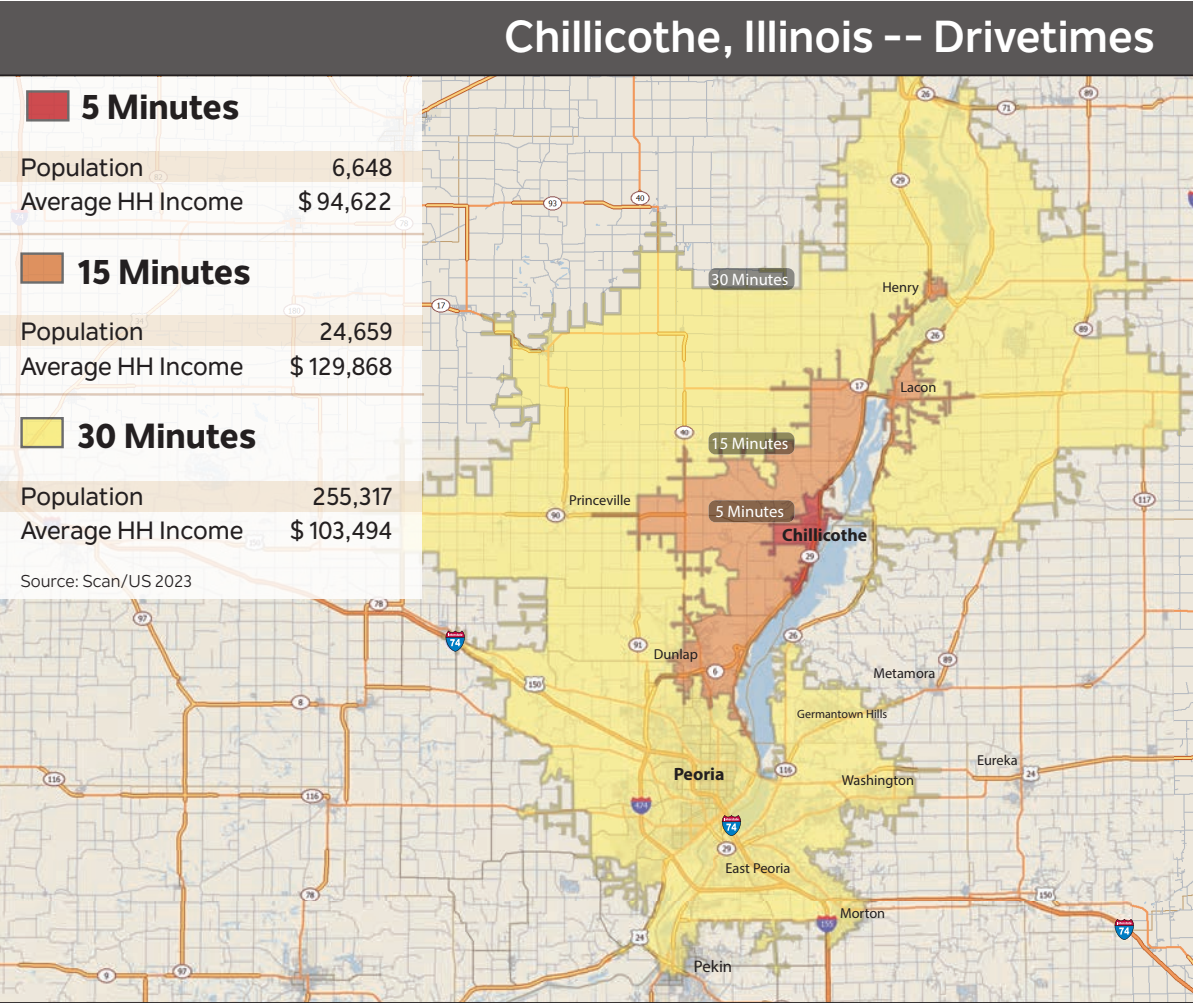 Chillicothe, Illinois -- Drivetimes
5 Minutes
Population 6,648
Average HH Income $ 94,622
15 Minutes
Population 24,659
Average HH Income $ 129,868
30 Minutes
Population 255,317
Average HH Income $ 103,494
Source: Scan/US 2023
26
89
71
29
93
40
30 Minutes
Henry
17
89
26
17
Lacon
40
15 Minutes
Princeville
117
90
5 Minutes
Chillicothe
29
78
97
74
26
91
Dunlap
89
6
Metamora
150
8
Germantown Hills
Eureka
116
Peoria
116
24
Washington
116
474
74
29
East Peoria
78
150
Morton
155
74
24
Pekin
9
97